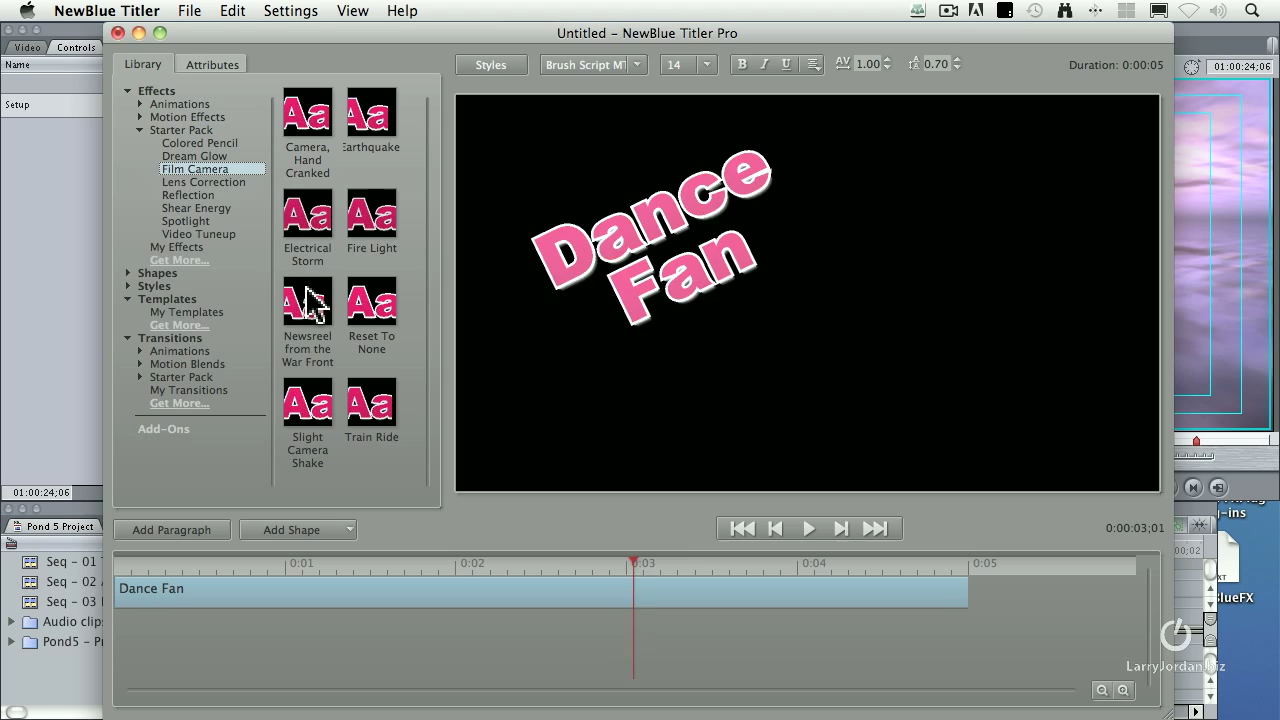 NewBlue Titler File Edit Settings View Help
Untitled - NewBlue Titler Pro
Video Controls
Name
Setup
01:00:24;06
Library Attributes
Styles Brush Script MT 14 B I U 1.00 0.70 Duration: 0:00:05
Effects
Animations
Motion Effects
Starter Pack
Colored Pencil
Dream Glow
Film Camera
Lens Correction
Reflection
Shear Energy
Spotlight
Video Tuneup
My Effects
Get More...
Shapes
Styles
Templates
My Templates
Get More...
Transitions
Animations
Motion Blends
Starter Pack
My Transitions
Get More...
Add-Ons
Aa Aa
Camera, Hand Cranked
Earthquake
Aa Aa
Electrical Storm
Fire Light
Aa
Newsreel from the War Front
Reset To None
Aa Aa
Slight Camera Shake
Train Ride
Dance
Fan
01:00:24;06
Add Paragraph Add Shape 0:00:03;01
0:01 0:02 0:03 0:04 0:05
Dance Fan
Pond 5 Project
Seq - 01
Seq - 02
Seq - 03
Audio clip
Pond5 - Pr
g-ins
00;02
XT
BlueFX
LarryJordan.biz